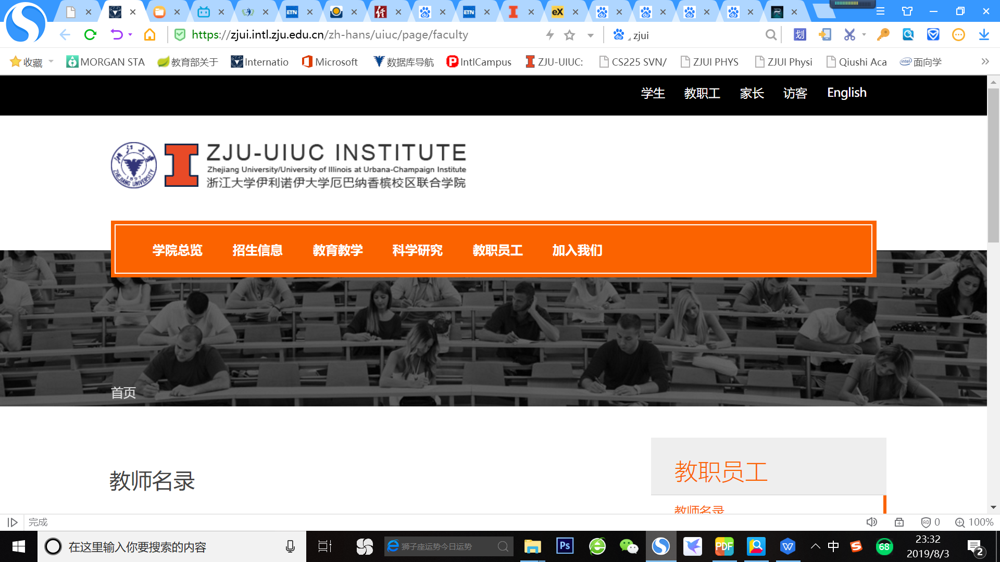 https://zjui.intl.zju.edu.cn/zh-hans/uiuc/page/faculty
zjui
划
收藏
MORGAN STA
教育部关于
Internatio
Microsoft
数据库导航
IntlCampus
ZJU-UIUC:
CS225 SVN/
ZJUI PHYS
ZJUI Physi
Qiushi Aca
面向学
学生
教职工
家长
访客
English
ZJU-UIUC INSTITUTE
Zhejiang University/University of Illinois at Urbana-Champaign Institute
浙江大学伊利诺伊大学厄巴纳香槟校区联合学院
学院总览
招生信息
教育教学
科学研究
教职员工
加入我们
首页
教师名录
教职员工
教师名录
完成
0
100%
在这里输入你要搜索的内容
狮子座运势今日运势
Ps
PDF
中
68
23:32
2019/8/3
2